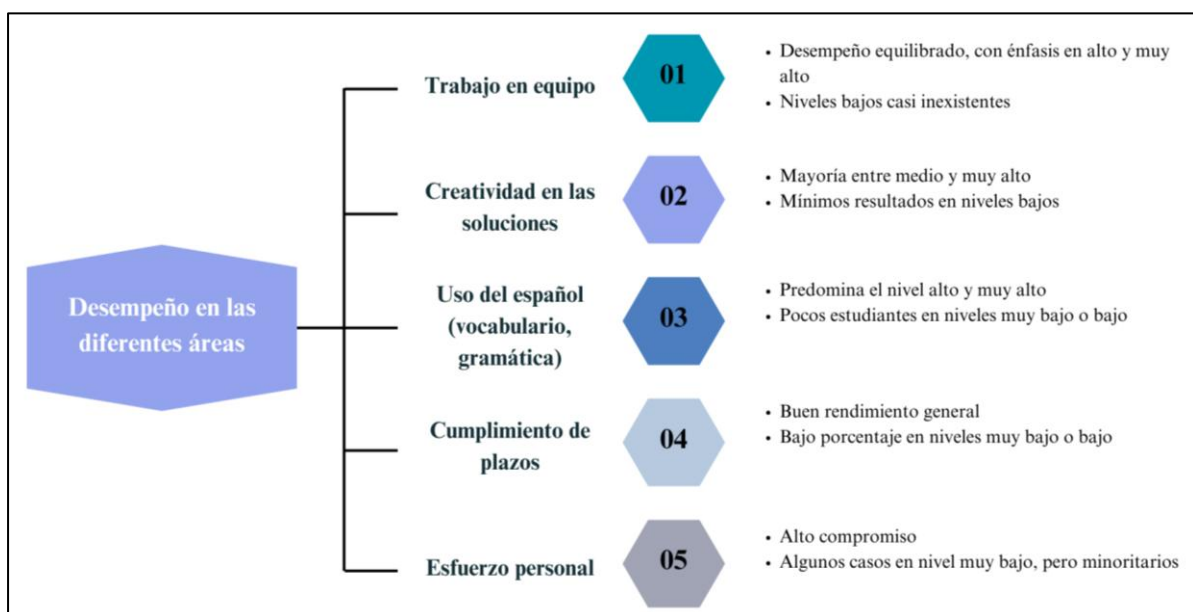 Desempeño en las
diferentes áreas
Trabajo en equipo
01
• Desempeño equilibrado, con énfasis en alto y muy
alto
• Niveles bajos casi inexistentes
Creatividad en las
soluciones
02
• Mayoría entre medio y muy alto
• Mínimos resultados en niveles bajos
Uso del español
(vocabulario,
gramática)
03
• Predomina el nivel alto y muy alto
• Pocos estudiantes en niveles muy bajo o bajo
Cumplimiento de
plazos
04
• Buen rendimiento general
• Bajo porcentaje en niveles muy bajo o bajo
Esfuerzo personal
05
• Alto compromiso
• Algunos casos en nivel muy bajo, pero minoritarios